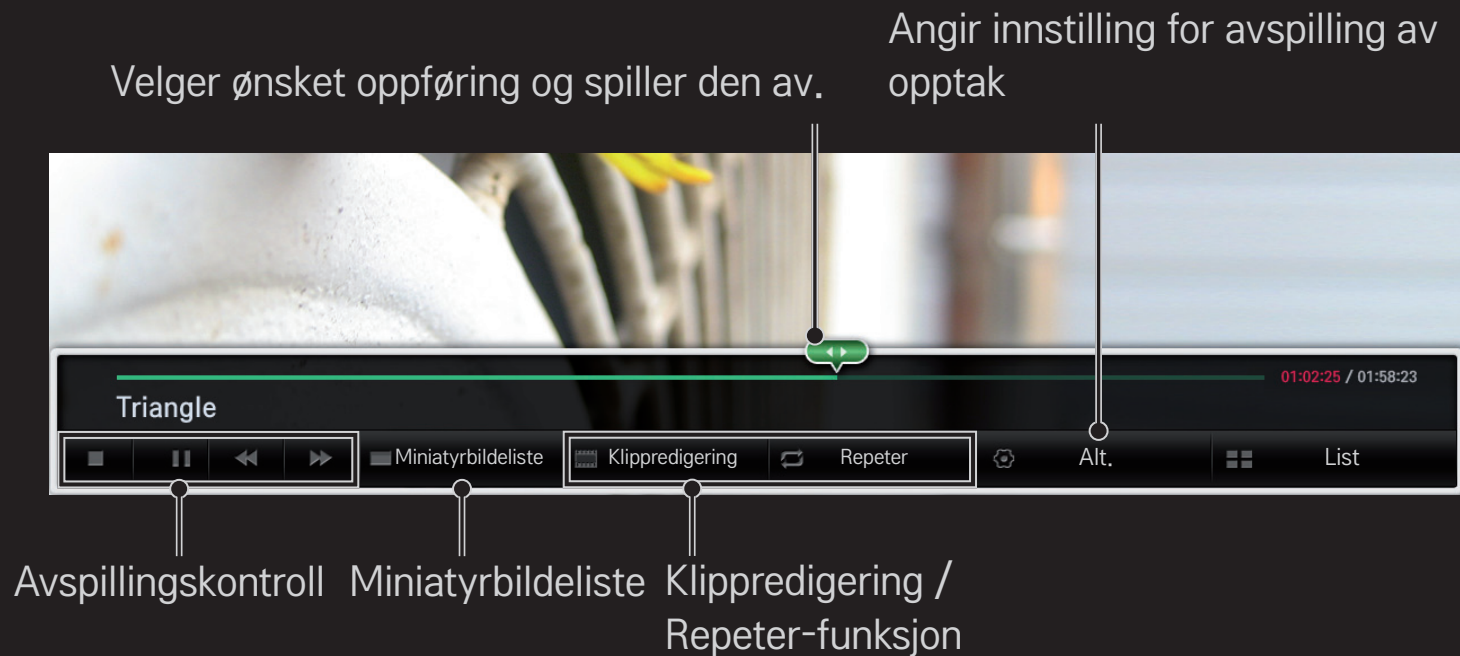 Angir innstilling for avspilling av
opptak
Velger ønsket oppføring og spiller den av.
01:02:25 / 01:58:23
Triangle
Miniatyrbildeliste
Klippredigering
Repeter
Alt.
List
Avspillingskontroll
Miniatyrbildeliste
Klippredigering /
Repeter-funksjon